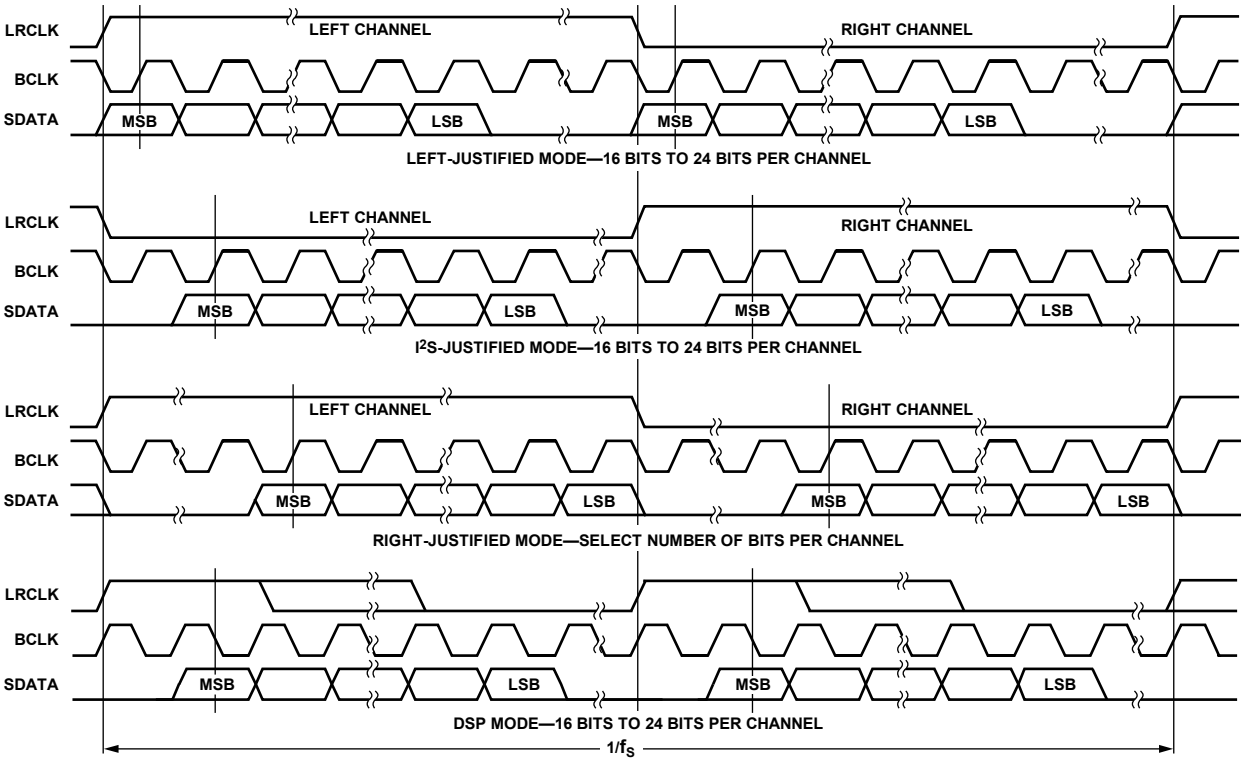 LRCLK LEFT CHANNEL RIGHT CHANNEL
BCLK
SDATA MSB LSB MSB LSB
LEFT-JUSTIFIED MODE—16 BITS TO 24 BITS PER CHANNEL
LRCLK LEFT CHANNEL RIGHT CHANNEL
BCLK
SDATA MSB LSB MSB LSB
I²S-JUSTIFIED MODE—16 BITS TO 24 BITS PER CHANNEL
LRCLK LEFT CHANNEL RIGHT CHANNEL
BCLK
SDATA MSB LSB MSB LSB
RIGHT-JUSTIFIED MODE—SELECT NUMBER OF BITS PER CHANNEL
LRCLK
BCLK
SDATA MSB LSB MSB LSB
DSP MODE—16 BITS TO 24 BITS PER CHANNEL
1/fS